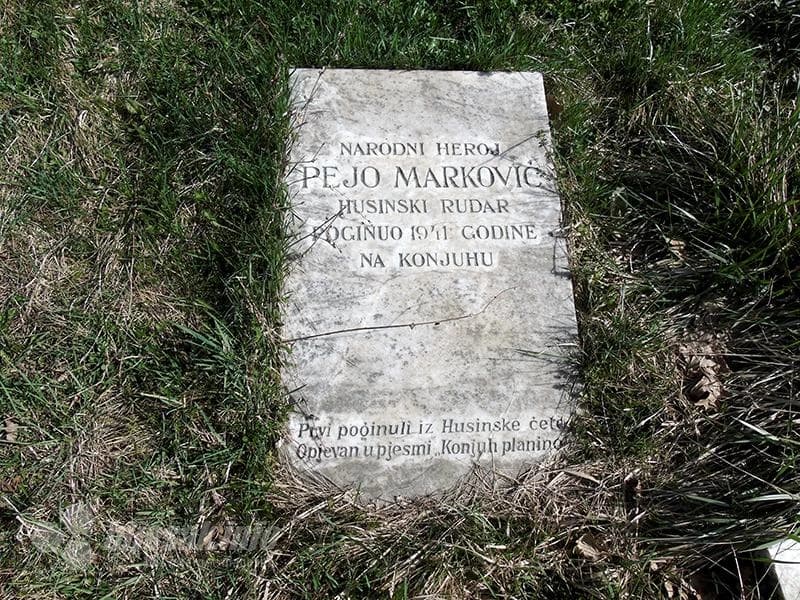 NARODNI HEROJ
PEJO MARKOVIĆ
HUSINSKI RUDAR
POGINUO 1941 GODINE
NA KONJUHU
Prvi poginuli iz Husinske čete
Opjevan u pjesmi „Konjuh planino